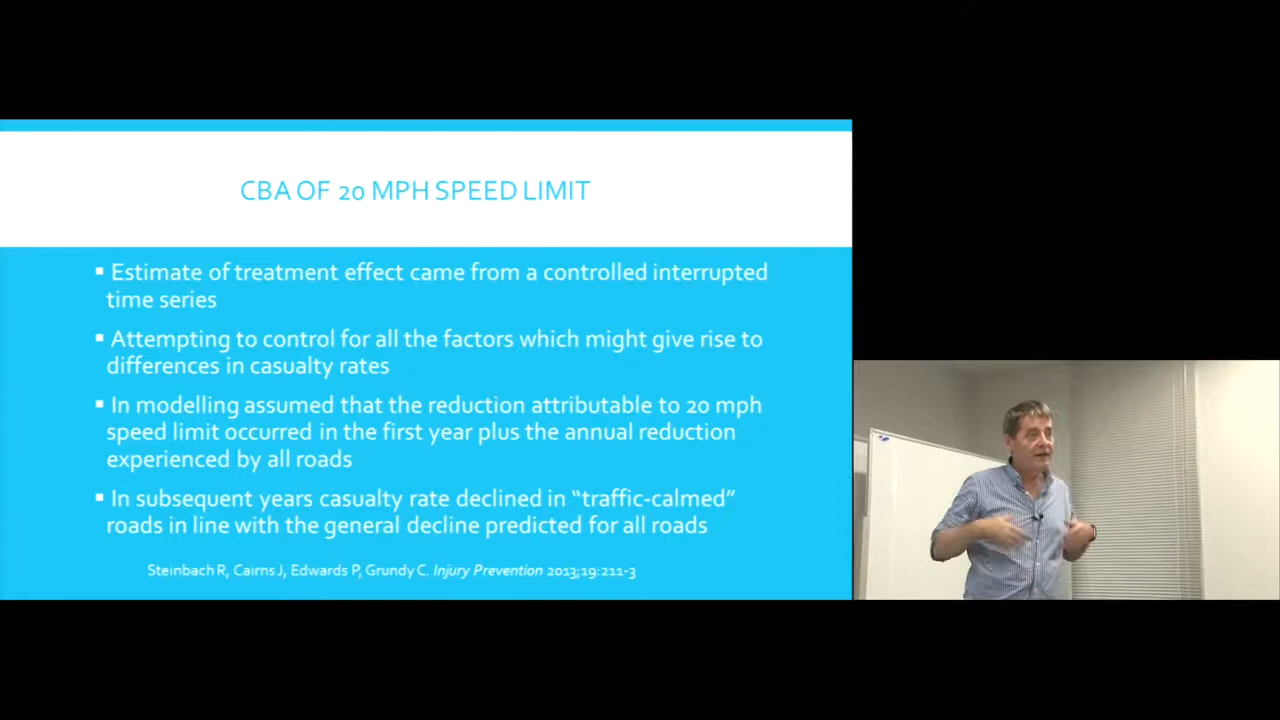 CBA OF 20 MPH SPEED LIMIT
▪ Estimate of treatment effect came from a controlled interrupted
time series
▪ Attempting to control for all the factors which might give rise to
differences in casualty rates
▪ In modelling assumed that the reduction attributable to 20 mph
speed limit occurred in the first year plus the annual reduction
experienced by all roads
▪ In subsequent years casualty rate declined in “traffic-calmed”
roads in line with the general decline predicted for all roads
Steinbach R, Cairns J, Edwards P, Grundy C. Injury Prevention 2013;19:211-3